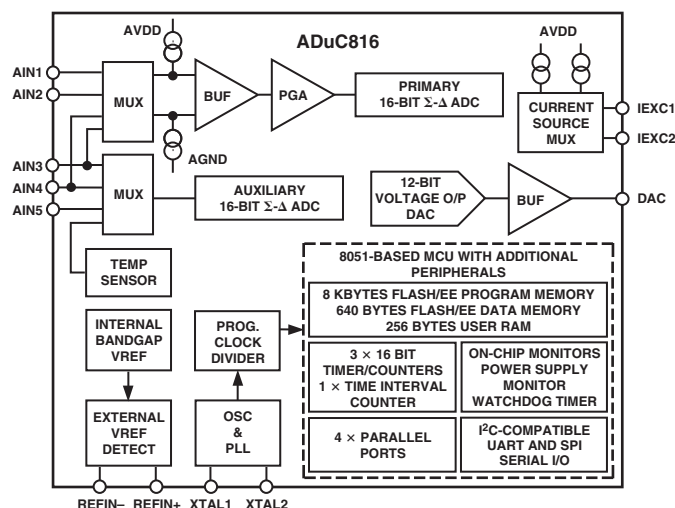 ADuC816
AVDD
AVDD
AIN1
AIN2
MUX
BUF
PGA
PRIMARY
16-BIT Σ-Δ ADC
CURRENT
SOURCE
MUX
IEXC1
IEXC2
AGND
AIN3
AIN4
AIN5
MUX
AUXILIARY
16-BIT Σ-Δ ADC
12-BIT
VOLTAGE O/P
DAC
BUF
DAC
TEMP
SENSOR
8051-BASED MCU WITH ADDITIONAL
PERIPHERALS
8 KBYTES FLASH/EE PROGRAM MEMORY
640 BYTES FLASH/EE DATA MEMORY
256 BYTES USER RAM
INTERNAL
BANDGAP
VREF
PROG.
CLOCK
DIVIDER
3 × 16 BIT
TIMER/COUNTERS
1 × TIME INTERVAL
COUNTER
ON-CHIP MONITORS
POWER SUPPLY
MONITOR
WATCHDOG TIMER
EXTERNAL
VREF
DETECT
OSC
&
PLL
4 × PARALLEL
PORTS
I²C-COMPATIBLE
UART AND SPI
SERIAL I/O
REFIN– REFIN+ XTAL1 XTAL2